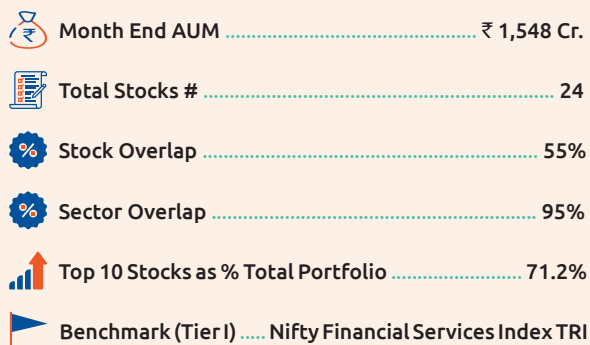 Month End AUM ................................................ ₹ 1,548 Cr.
Total Stocks # .................................................................... 24
Stock Overlap ................................................................. 55%
Sector Overlap ............................................................... 95%
Top 10 Stocks as % Total Portfolio ......................... 71.2%
Benchmark (Tier I) ..... Nifty Financial Services Index TRI